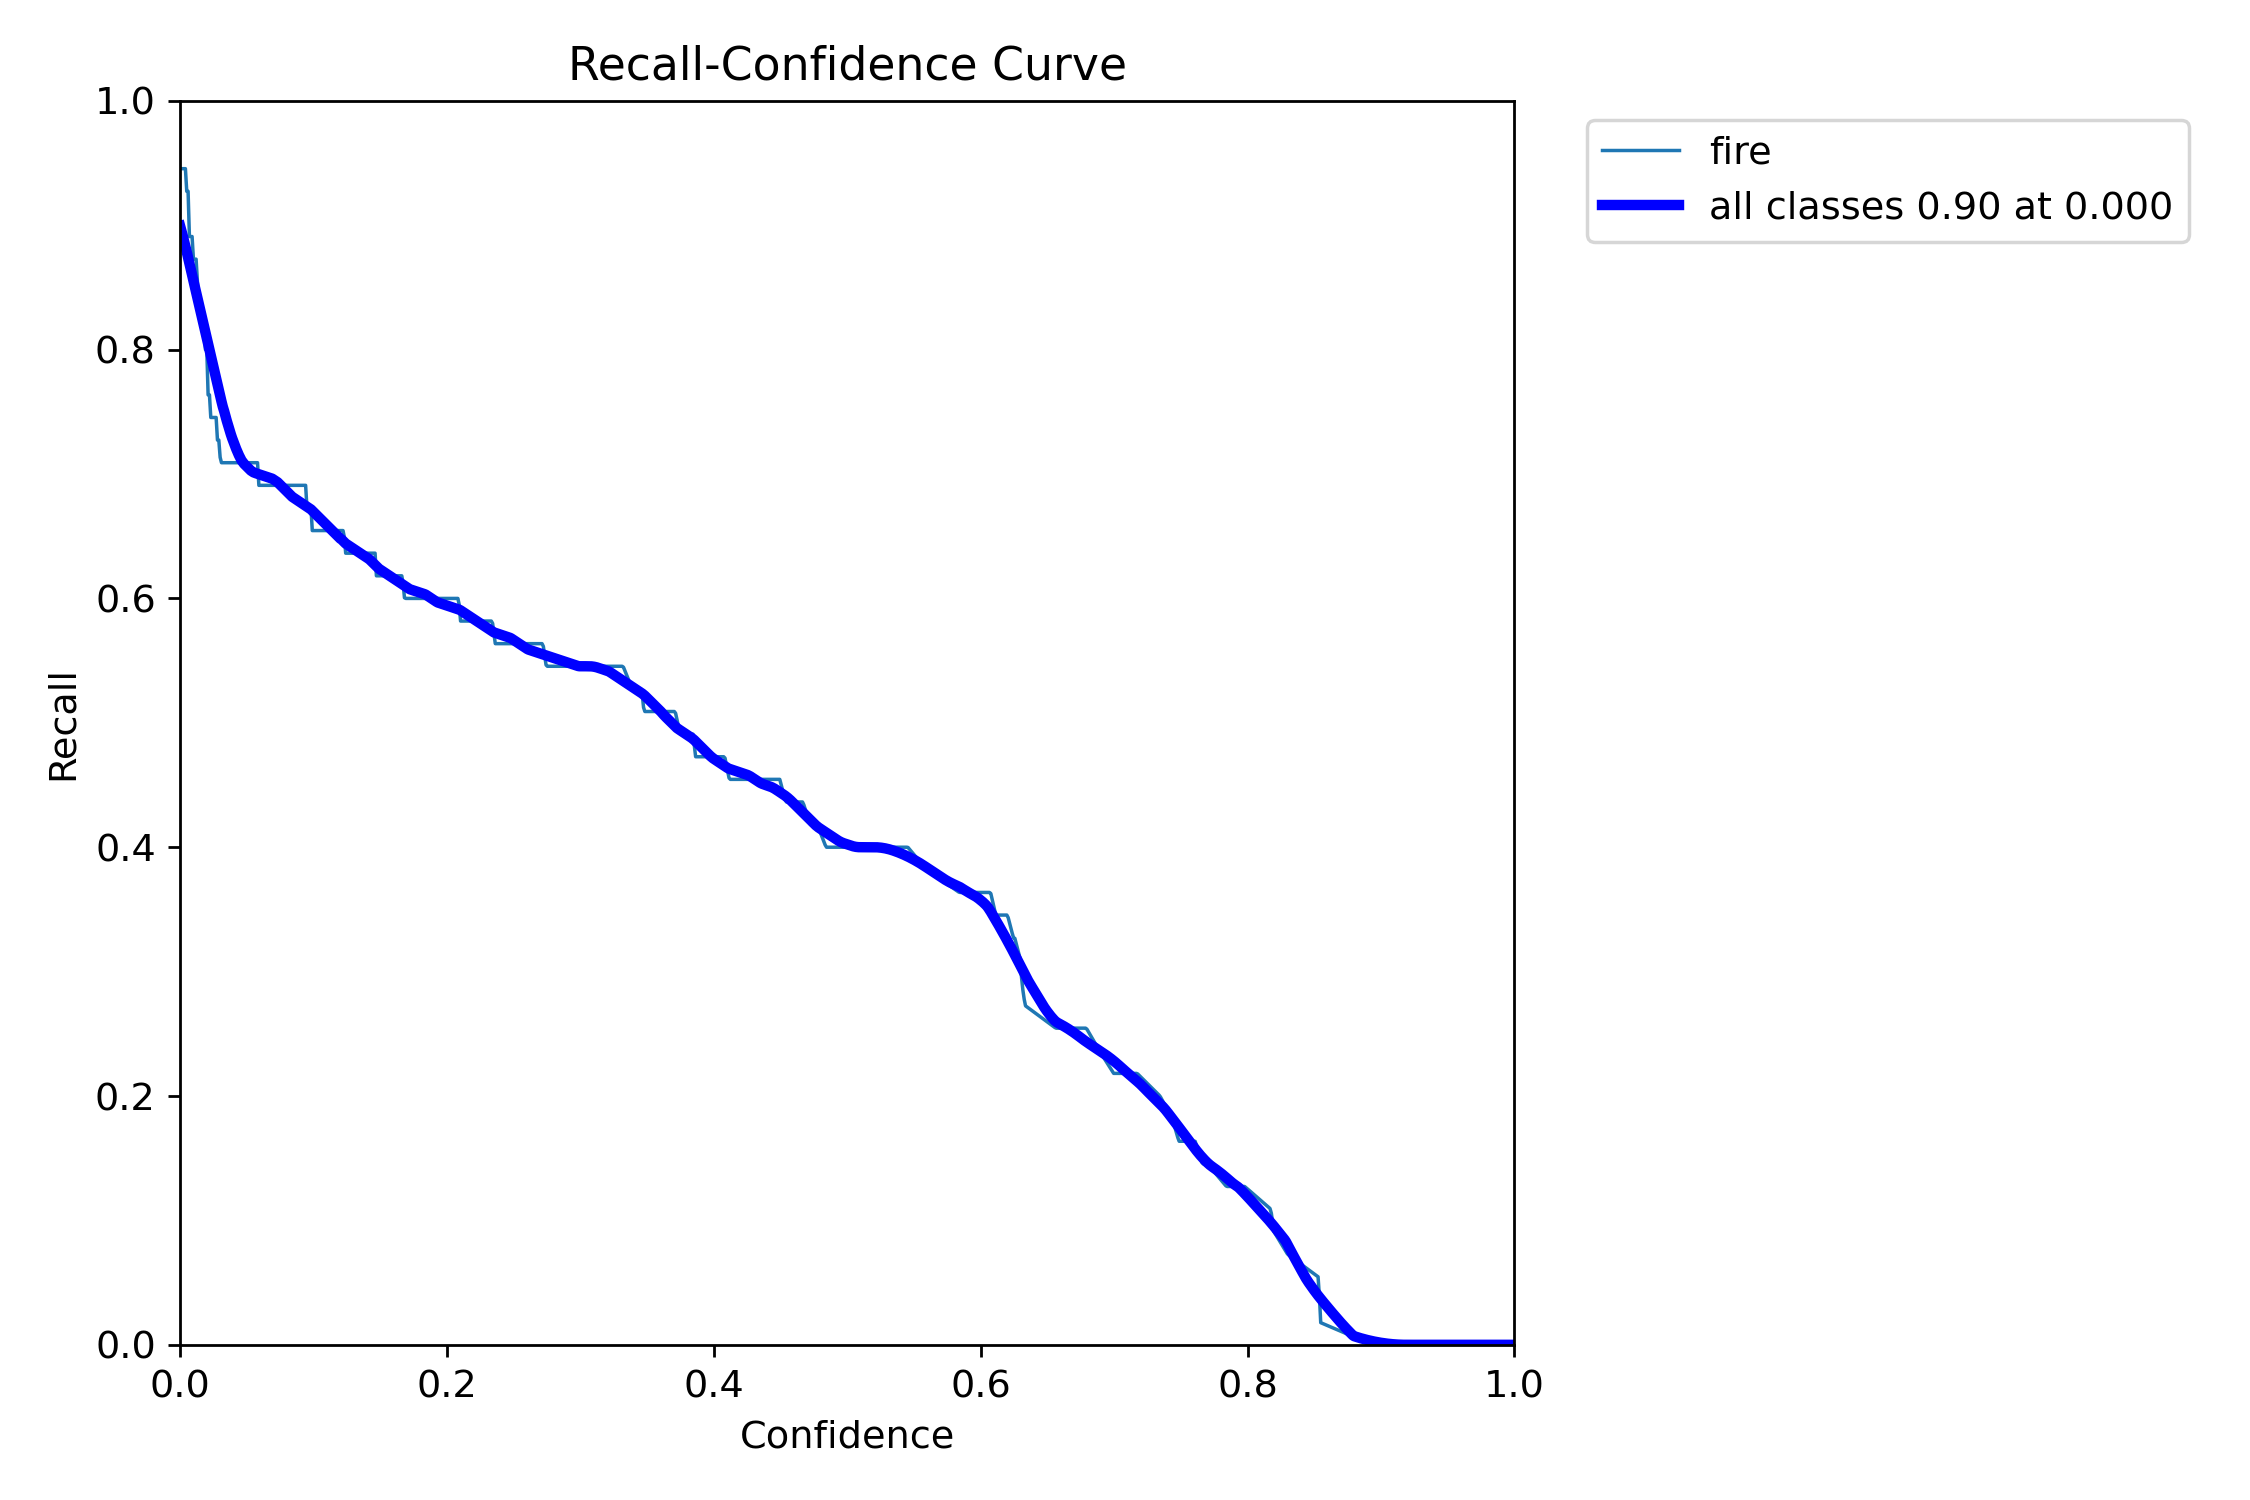 Recall-Confidence Curve
1.0
0.8
0.6
0.4
0.2
0.0
Recall
0.0 0.2 0.4 0.6 0.8 1.0
Confidence
fire
all classes 0.90 at 0.000